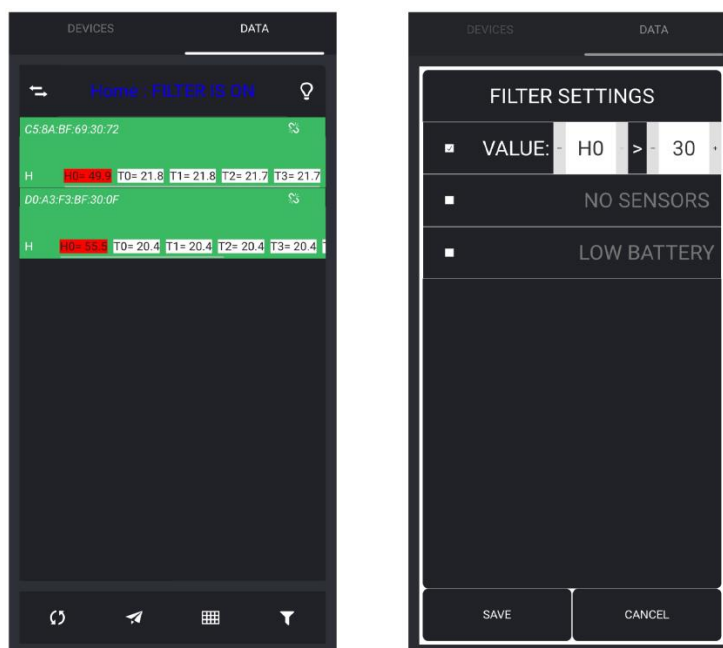 DEVICES DATA
Home : FILTER IS ON
C5:8A:BF:69:30:72
H H0= 49.9 T0= 21.8 T1= 21.8 T2= 21.7 T3= 21.7
D0:A3:F3:BF:30:0F
H H0= 55.5 T0= 20.4 T1= 20.4 T2= 20.4 T3= 20.4
DEVICES DATA
FILTER SETTINGS
VALUE: - H0 - > - 30 +
NO SENSORS
LOW BATTERY
SAVE CANCEL